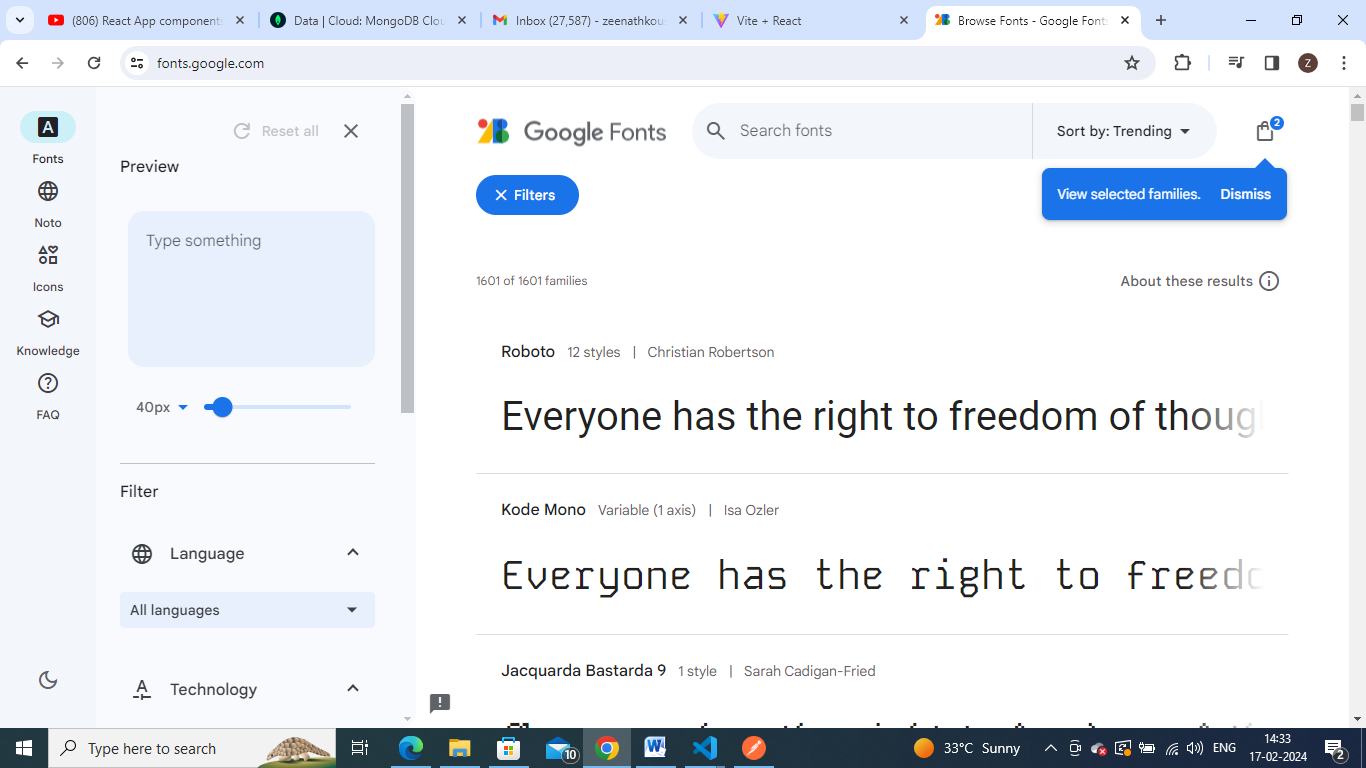 (806) React App component
Data | Cloud: MongoDB Clou
Inbox (27,587) - zeenathkous
Vite + React
Browse Fonts - Google Fonts
fonts.google.com
Z
A
Fonts
Noto
Icons
Knowledge
FAQ
Reset all
Preview
Type something
40px
Filter
Language
All languages
Technology
Google Fonts
Search fonts
Sort by: Trending
2
Filters
View selected families. Dismiss
1601 of 1601 families
About these results
Roboto 12 styles | Christian Robertson
Everyone has the right to freedom of thoug
Kode Mono Variable (1 axis) | Isa Ozler
Everyone has the right to freedo
Jacquarda Bastarda 9 1 style | Sarah Cadigan-Fried
Type here to search
10
33°C Sunny
ENG
14:33
17-02-2024
2